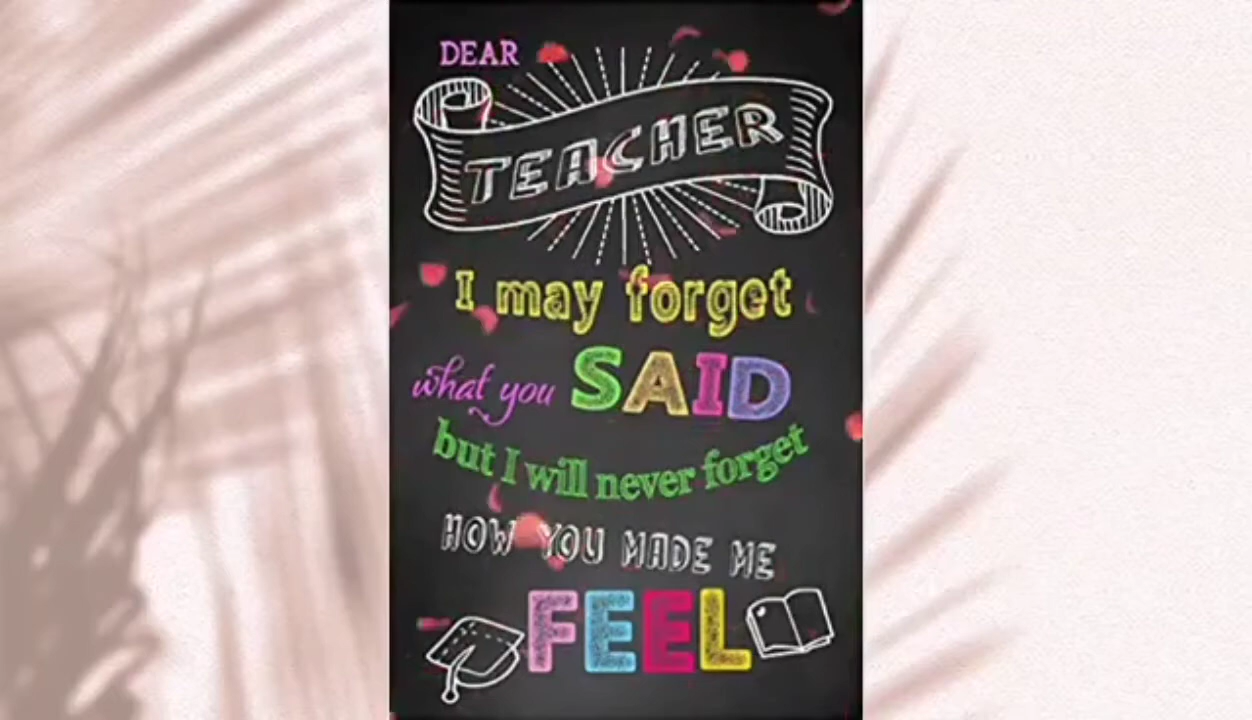 DEAR
TEACHER
I may forget
what you SAID
but I will never forget
HOW YOU MADE ME
FEEL